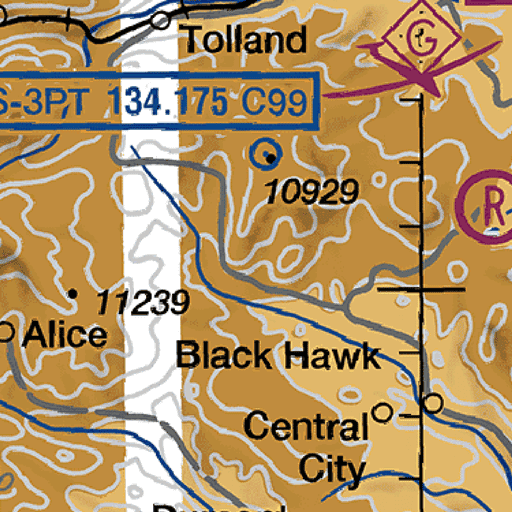 Tolland
G
S-3PT 134.175 C99
10929
R
11239
Alice
Black Hawk
Central
City